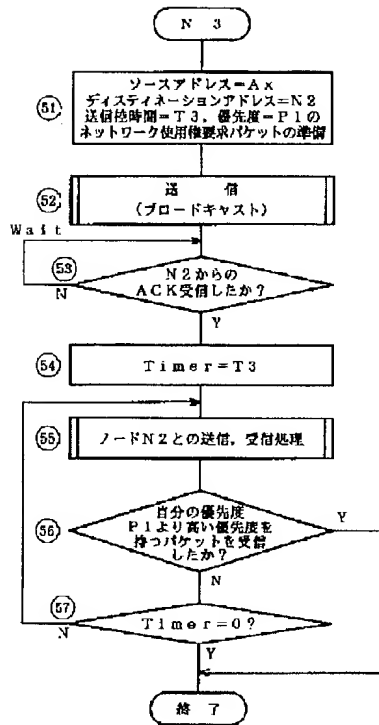 N 3
51
ソースアドレス=Ax
ディスティネーションアドレス=N2
送信権時間=T3,優先度=P1の
ネットワーク使用権要求パケットの準備
52
送 信
(ブロードキャスト)
Wait
53
N2からの
ACK受信したか?
N
Y
54
Timer=T3
55
ノードN2との送信,受信処理
56
自分の優先度
P1より高い優先度を
持つパケットを受信
したか?
Y
N
57
Timer=0?
N
Y
終 了